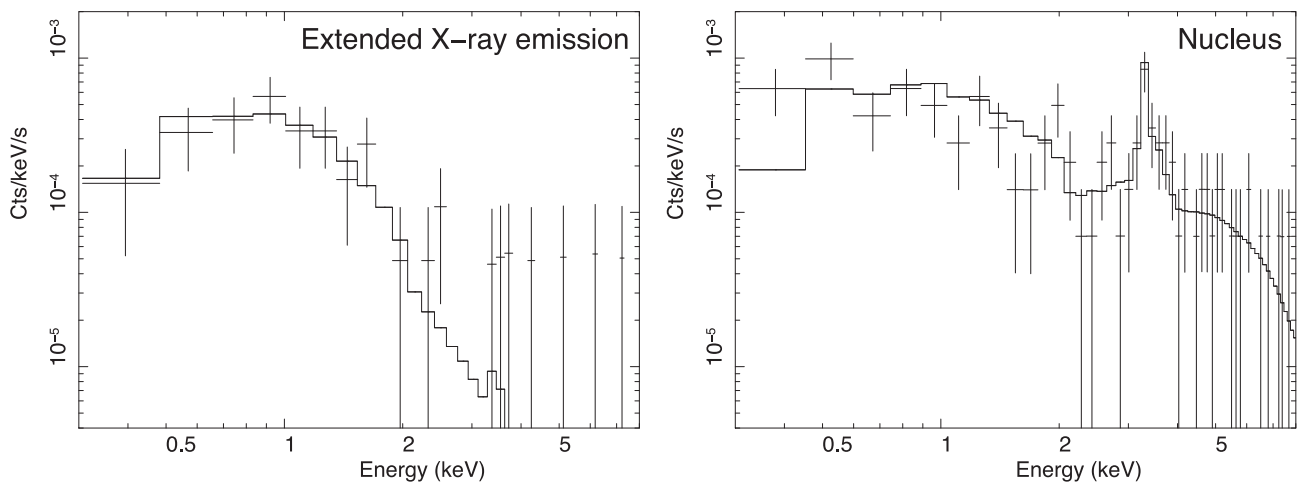 Extended X−ray emission
10−3
10−4
10−5
Cts/keV/s
0.5 1 2 5
Energy (keV)
Nucleus
10−3
10−4
10−5
Cts/keV/s
0.5 1 2 5
Energy (keV)